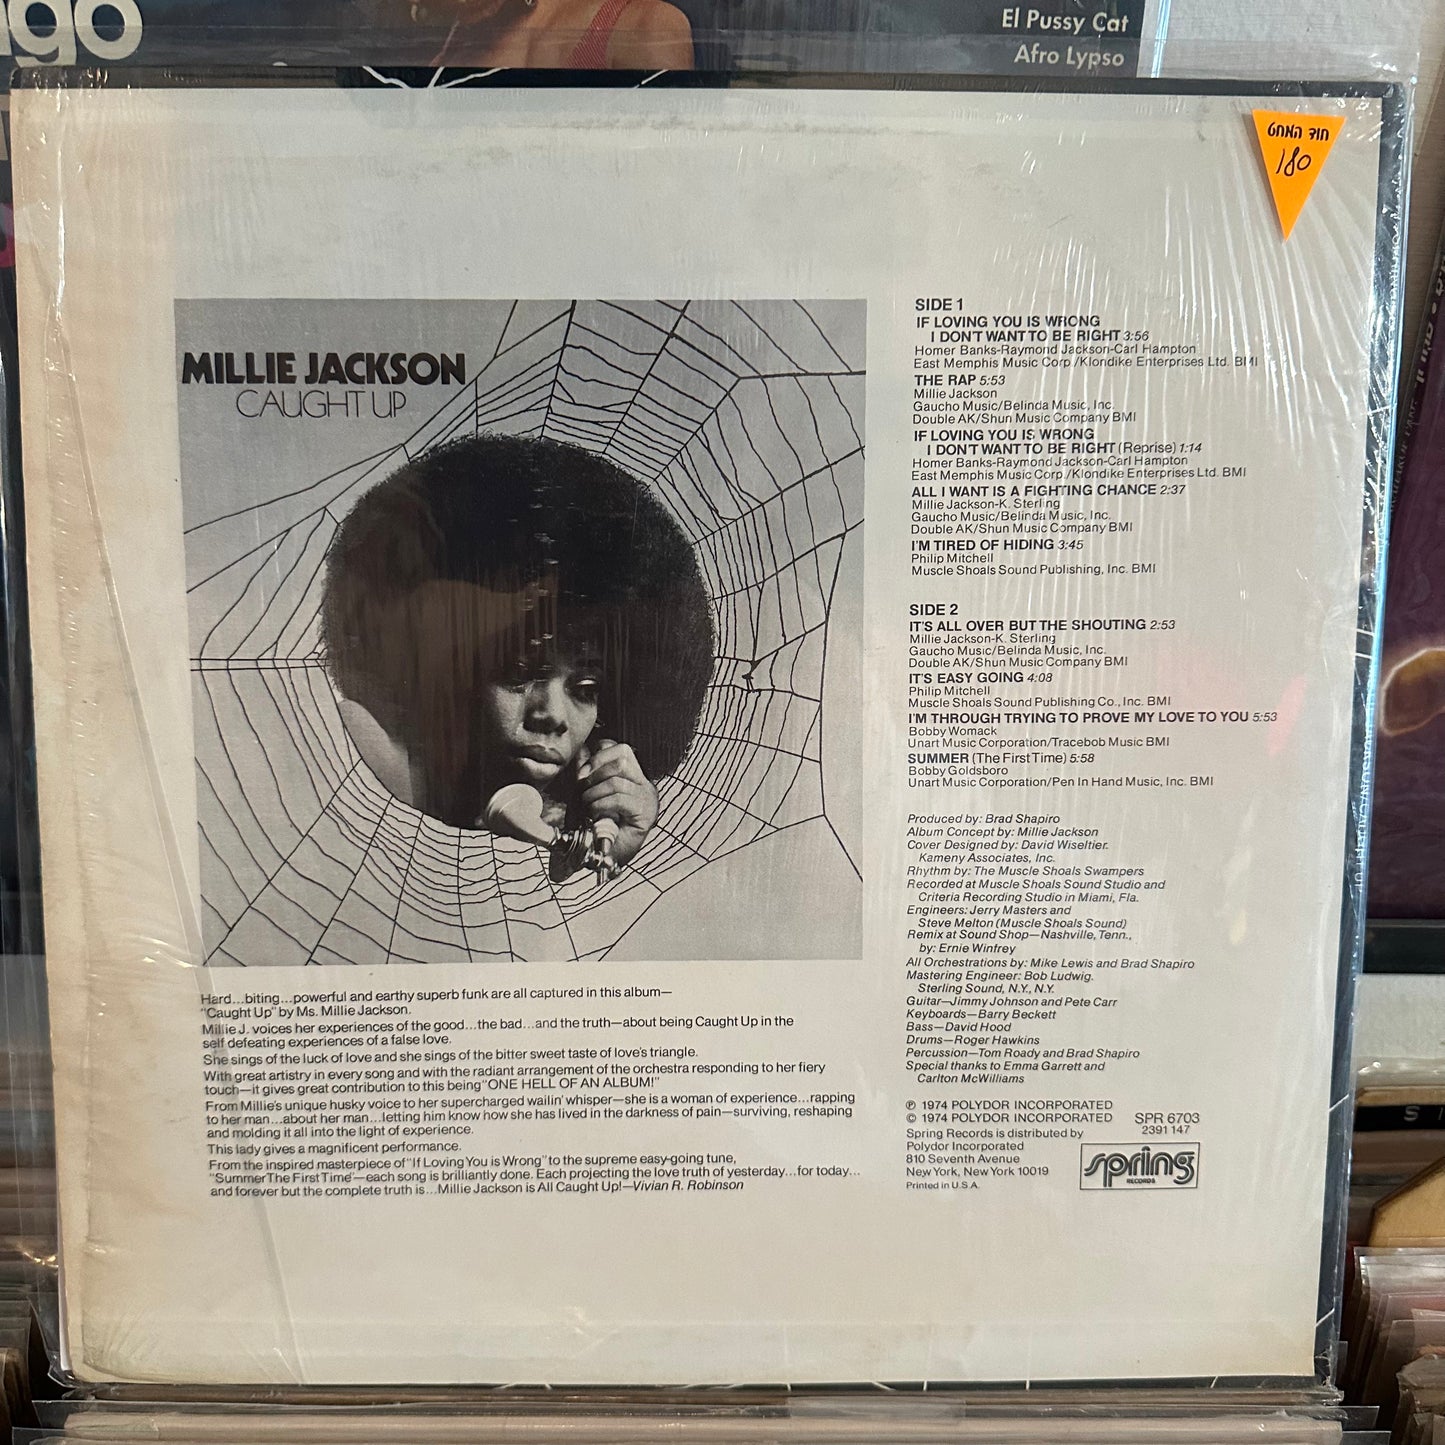 go
El Pussy Cat
Afro Lypso
חוד המחט
180
MILLIE JACKSON
CAUGHT UP
SIDE 1
IF LOVING YOU IS WRONG
I DON'T WANT TO BE RIGHT 3:56
Homer Banks-Raymond Jackson-Carl Hampton
East Memphis Music Corp./Klondike Enterprises Ltd. BMI
THE RAP 5:53
Millie Jackson
Gaucho Music/Belinda Music, Inc.
Double AK/Shun Music Company BMI
IF LOVING YOU IS WRONG
I DON'T WANT TO BE RIGHT (Reprise) 1:14
Homer Banks-Raymond Jackson-Carl Hampton
East Memphis Music Corp./Klondike Enterprises Ltd. BMI
ALL I WANT IS A FIGHTING CHANCE 2:37
Millie Jackson-K. Sterling
Gaucho Music/Belinda Music, Inc.
Double AK/Shun Music Company BMI
I'M TIRED OF HIDING 3:45
Philip Mitchell
Muscle Shoals Sound Publishing, Inc. BMI
SIDE 2
IT'S ALL OVER BUT THE SHOUTING 2:53
Millie Jackson-K. Sterling
Gaucho Music/Belinda Music, Inc.
Double AK/Shun Music Company BMI
IT'S EASY GOING 4:08
Philip Mitchell
Muscle Shoals Sound Publishing Co., Inc. BMI
I'M THROUGH TRYING TO PROVE MY LOVE TO YOU 5:53
Bobby Womack
Unart Music Corporation/Tracebob Music BMI
SUMMER (The First Time) 5:58
Bobby Goldsboro
Unart Music Corporation/Pen In Hand Music, Inc. BMI
Produced by: Brad Shapiro
Album Concept by: Millie Jackson
Cover Designed by: David Wiseltier.
Kameny Associates, Inc.
Rhythm by: The Muscle Shoals Swampers
Recorded at Muscle Shoals Sound Studio and
Criteria Recording Studio in Miami, Fla.
Engineers: Jerry Masters and
Steve Melton (Muscle Shoals Sound)
Remix at Sound Shop—Nashville, Tenn.,
by: Ernie Winfrey
All Orchestrations by: Mike Lewis and Brad Shapiro
Mastering Engineer: Bob Ludwig.
Sterling Sound, N.Y., N.Y.
Guitar—Jimmy Johnson and Pete Carr
Keyboards—Barry Beckett
Bass—David Hood
Drums—Roger Hawkins
Percussion—Tom Roady and Brad Shapiro
Special thanks to Emma Garrett and
Carlton McWilliams
℗ 1974 POLYDOR INCORPORATED
© 1974 POLYDOR INCORPORATED SPR 6703
2391 147
Spring Records is distributed by
Polydor Incorporated
810 Seventh Avenue
New York, New York 10019
Printed in U.S.A.
spring
RECORDS
Hard...biting...powerful and earthy superb funk are all captured in this album—
"Caught Up" by Ms. Millie Jackson.
Millie J. voices her experiences of the good...the bad...and the truth—about being Caught Up in the
self defeating experiences of a false love.
She sings of the luck of love and she sings of the bitter sweet taste of love's triangle.
With great artistry in every song and with the radiant arrangement of the orchestra responding to her fiery
touch—it gives great contribution to this being "ONE HELL OF AN ALBUM!"
From Millie's unique husky voice to her supercharged wailin' whisper—she is a woman of experience...rapping
to her man...about her man...letting him know how she has lived in the darkness of pain—surviving, reshaping
and molding it all into the light of experience.
This lady gives a magnificent performance.
From the inspired masterpiece of "If Loving You is Wrong" to the supreme easy-going tune,
"Summer The First Time"—each song is brilliantly done. Each projecting the love truth of yesterday...for today...
and forever but the complete truth is...Millie Jackson is All Caught Up!—Vivian R. Robinson